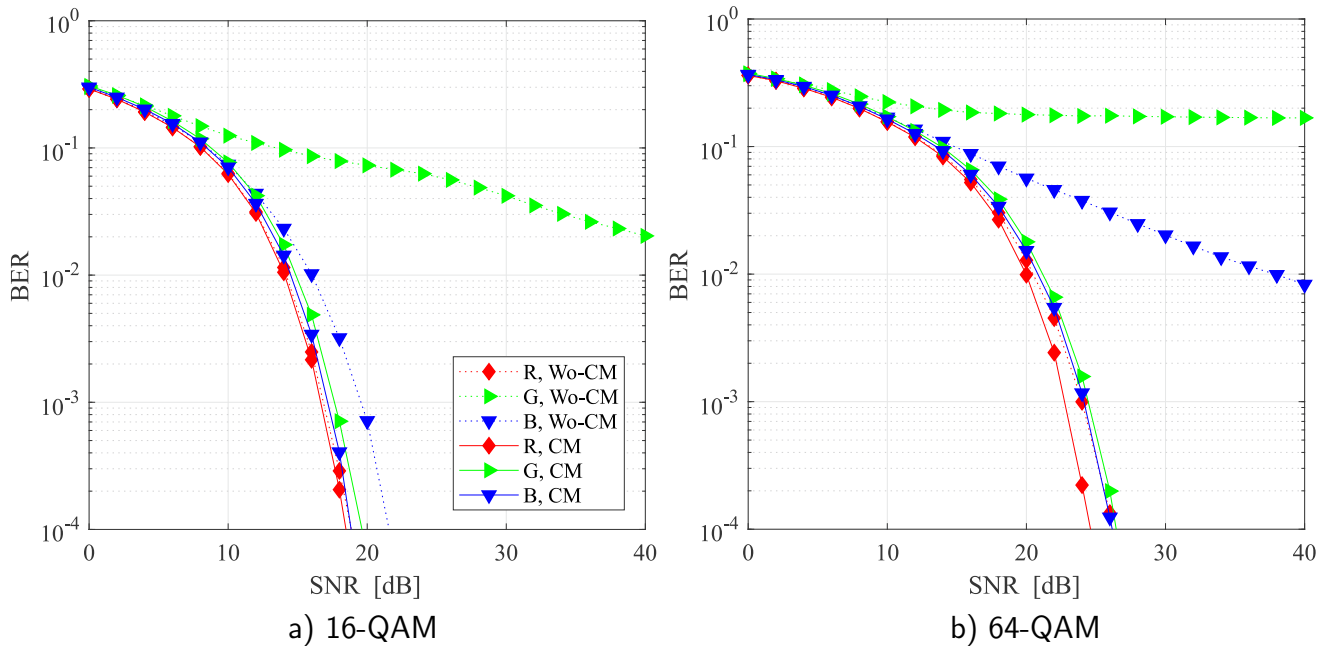 10^0
10^-1
10^-2
10^-3
10^-4
BER
0 10 20 30 40
SNR [dB]
R, Wo-CM
G, Wo-CM
B, Wo-CM
R, CM
G, CM
B, CM
a) 16-QAM
10^0
10^-1
10^-2
10^-3
10^-4
BER
0 10 20 30 40
SNR [dB]
b) 64-QAM